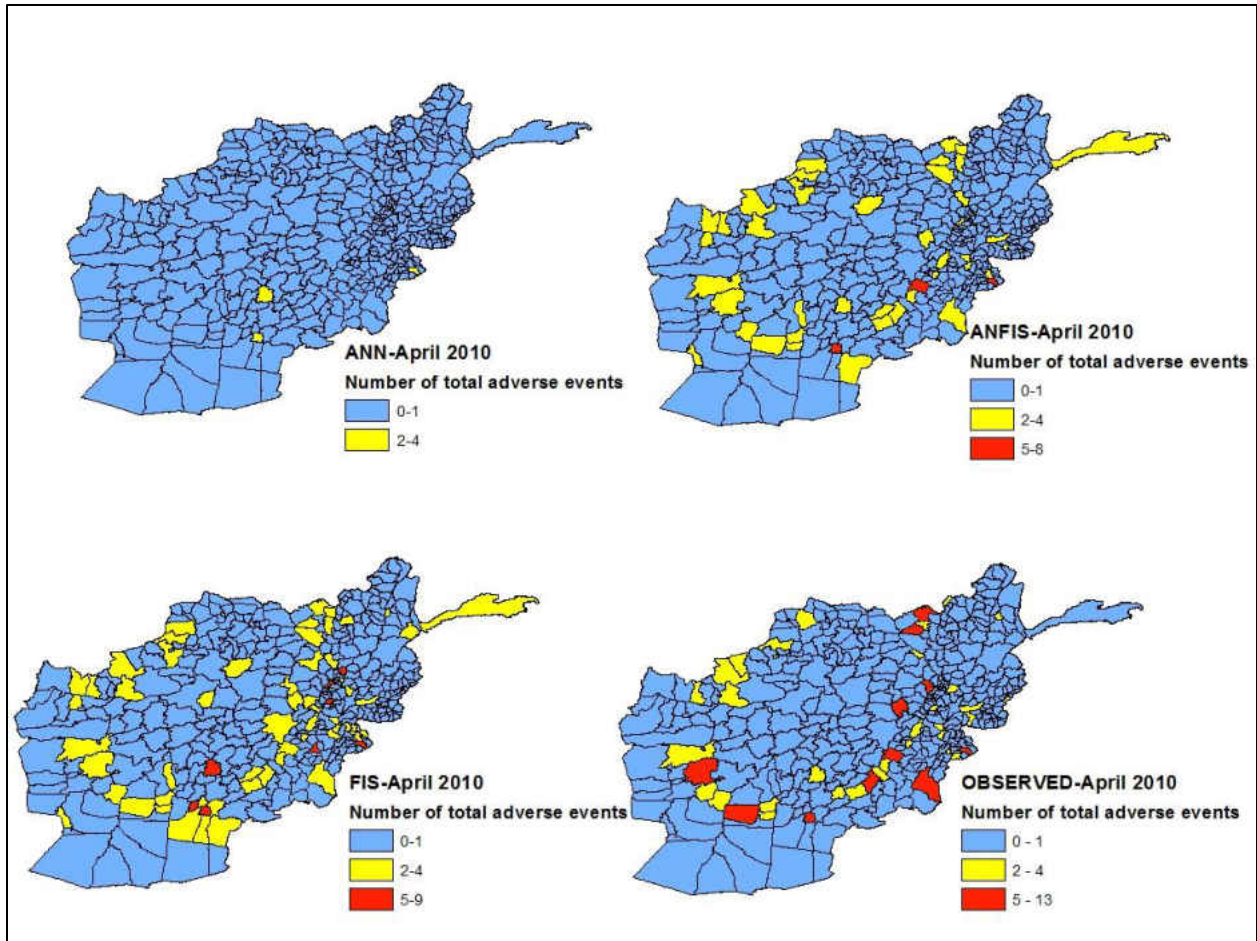 ANN-April 2010
Number of total adverse events
0-1
2-4
ANFIS-April 2010
Number of total adverse events
0-1
2-4
5-8
FIS-April 2010
Number of total adverse events
0-1
2-4
5-9
OBSERVED-April 2010
Number of total adverse events
0 - 1
2 - 4
5 - 13